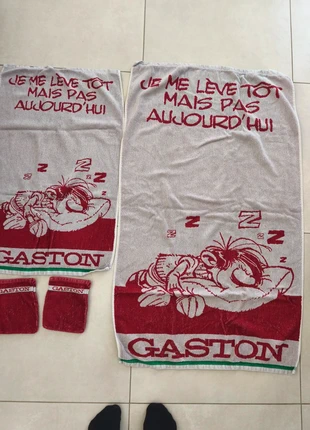 JE ME LÈVE TÔT
MAIS PAS
AUJOURD'HUI
Z Z
Z Z
Z
GASTON
GASTON
GASTON
JE ME LÈVE TÔT
MAIS PAS
AUJOURD'HUI
Z Z
Z Z
Z
GASTON